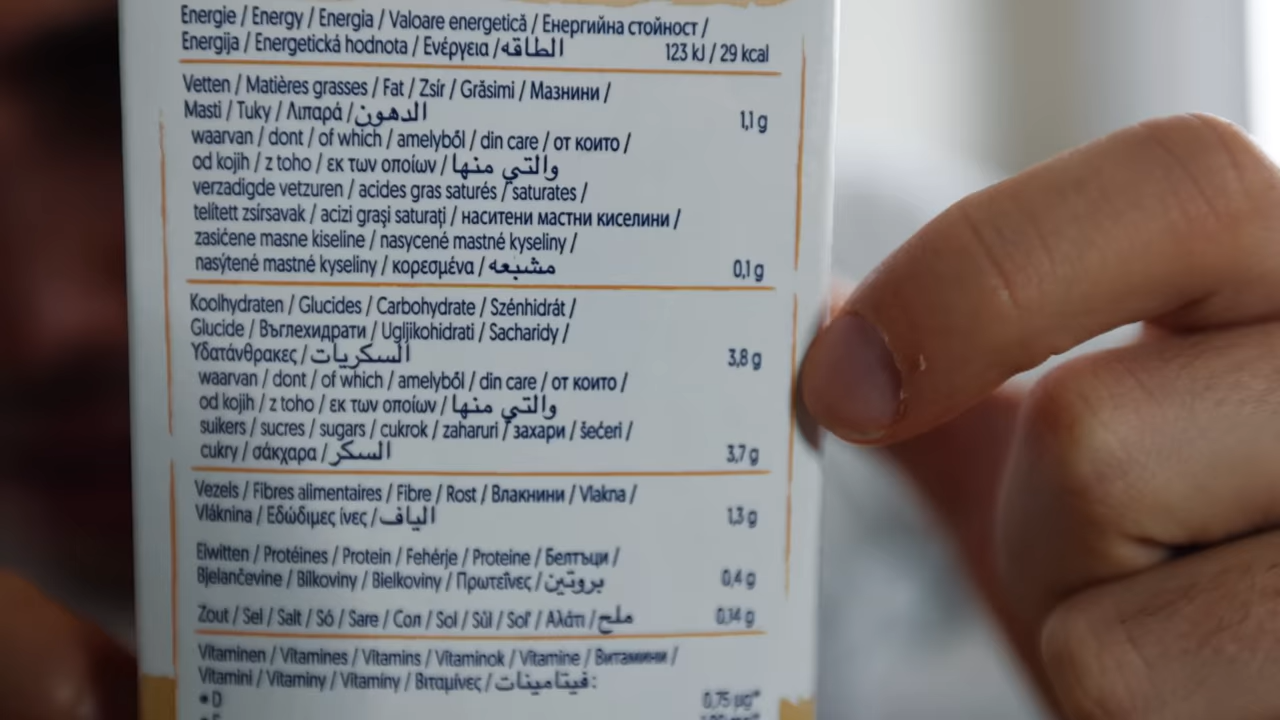 Energie / Energy / Energia / Valoare energetică / Енергийна стойност /
Energija / Energetická hodnota / Ενέργεια / الطاقه 123 kJ / 29 kcal
Vetten / Matières grasses / Fat / Zsír / Grăsimi / Мазнини /
Masti / Tuky / Λιπαρά / الدهون 1,1 g
waarvan / dont / of which / amelyből / din care / от които /
od kojih / z toho / εκ των οποίων / والتي منها
verzadigde vetzuren / acides gras saturés / saturates /
telített zsírsavak / acizi grași saturați / наситени мастни киселини /
zasićene masne kiseline / nasycené mastné kyseliny /
nasýtené mastné kyseliny / κορεσμένα / مشبعه 0,1 g
Koolhydraten / Glucides / Carbohydrate / Szénhidrát /
Glucide / Въглехидрати / Ugljikohidrati / Sacharidy /
Υδατάνθρακες / السكريات 3,8 g
waarvan / dont / of which / amelyből / din care / от които /
od kojih / z toho / εκ των οποίων / والتي منها
suikers / sucres / sugars / cukrok / zaharuri / захари / šećeri /
cukry / σάκχαρα / السكر 3,7 g
Vezels / Fibres alimentaires / Fibre / Rost / Влакнини / Vlakna /
Vláknina / Εδώδιμες ίνες / الياف 1,3 g
Eiwitten / Protéines / Protein / Fehérje / Proteine / Белтъци /
Bjelančevine / Bílkoviny / Bielkoviny / Πρωτεΐνες / بروتين 0,4 g
Zout / Sel / Salt / Só / Sare / Сол / Sol / Sůl / Soľ / Αλάτι / ملح 0,14 g
Vitaminen / Vitamines / Vitamins / Vitaminok / Vitamine / Витамини /
Vitamini / Vitaminy / Vitamíny / Βιταμίνες / فيتامينات:
• D 0,75 µg*